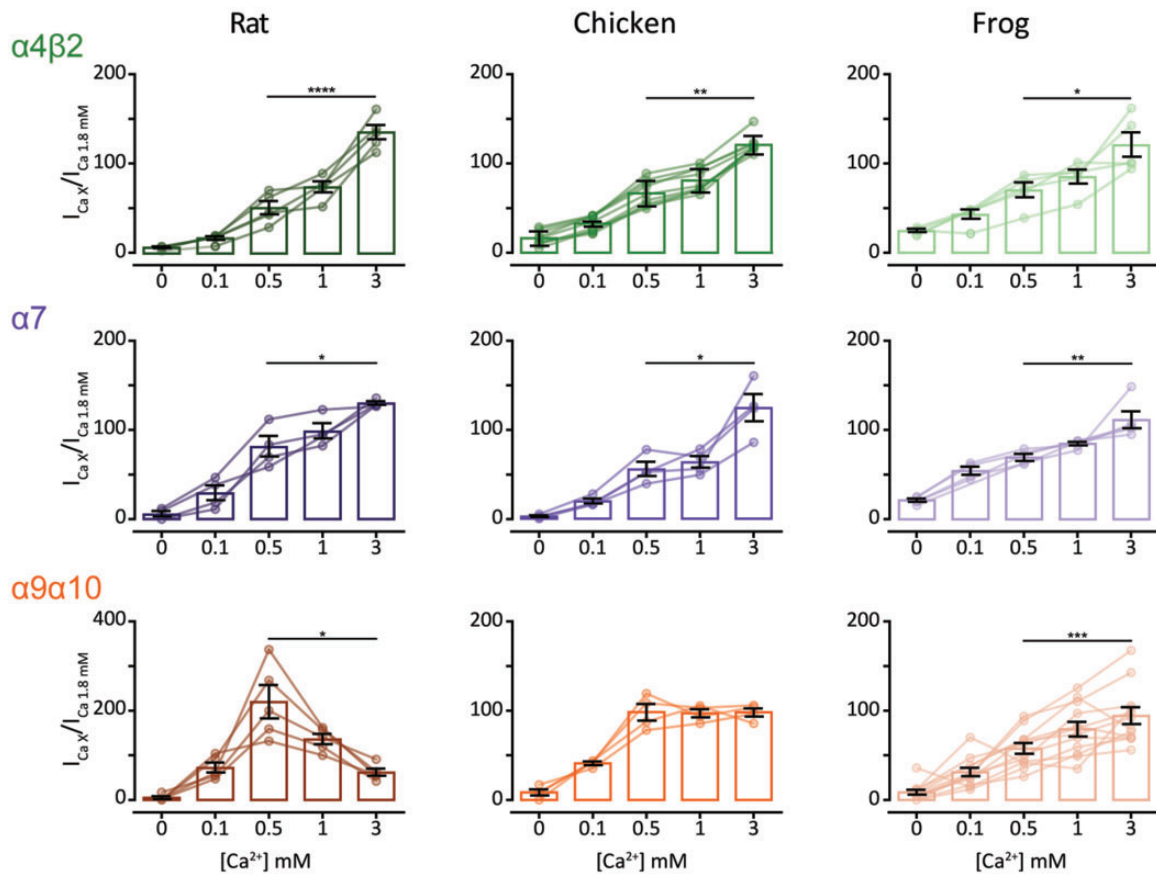 Rat Chicken Frog
α4β2
I Ca X/I Ca 1.8 mM
200 200 200
**** ** *
100 100 100
0 0 0
0 0.1 0.5 1 3 0 0.1 0.5 1 3 0 0.1 0.5 1 3
α7
I Ca X/I Ca 1.8 mM
200 200 200
* * **
100 100 100
0 0 0
0 0.1 0.5 1 3 0 0.1 0.5 1 3 0 0.1 0.5 1 3
α9α10
I Ca X/I Ca 1.8 mM
400 200 200
* ***
200 100 100
0 0 0
0 0.1 0.5 1 3 0 0.1 0.5 1 3 0 0.1 0.5 1 3
[Ca²⁺] mM [Ca²⁺] mM [Ca²⁺] mM